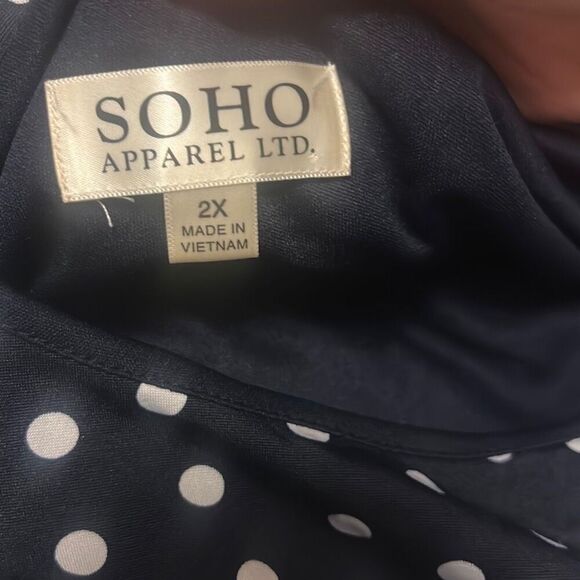 SOHO
APPAREL LTD.
2X
MADE IN
VIETNAM